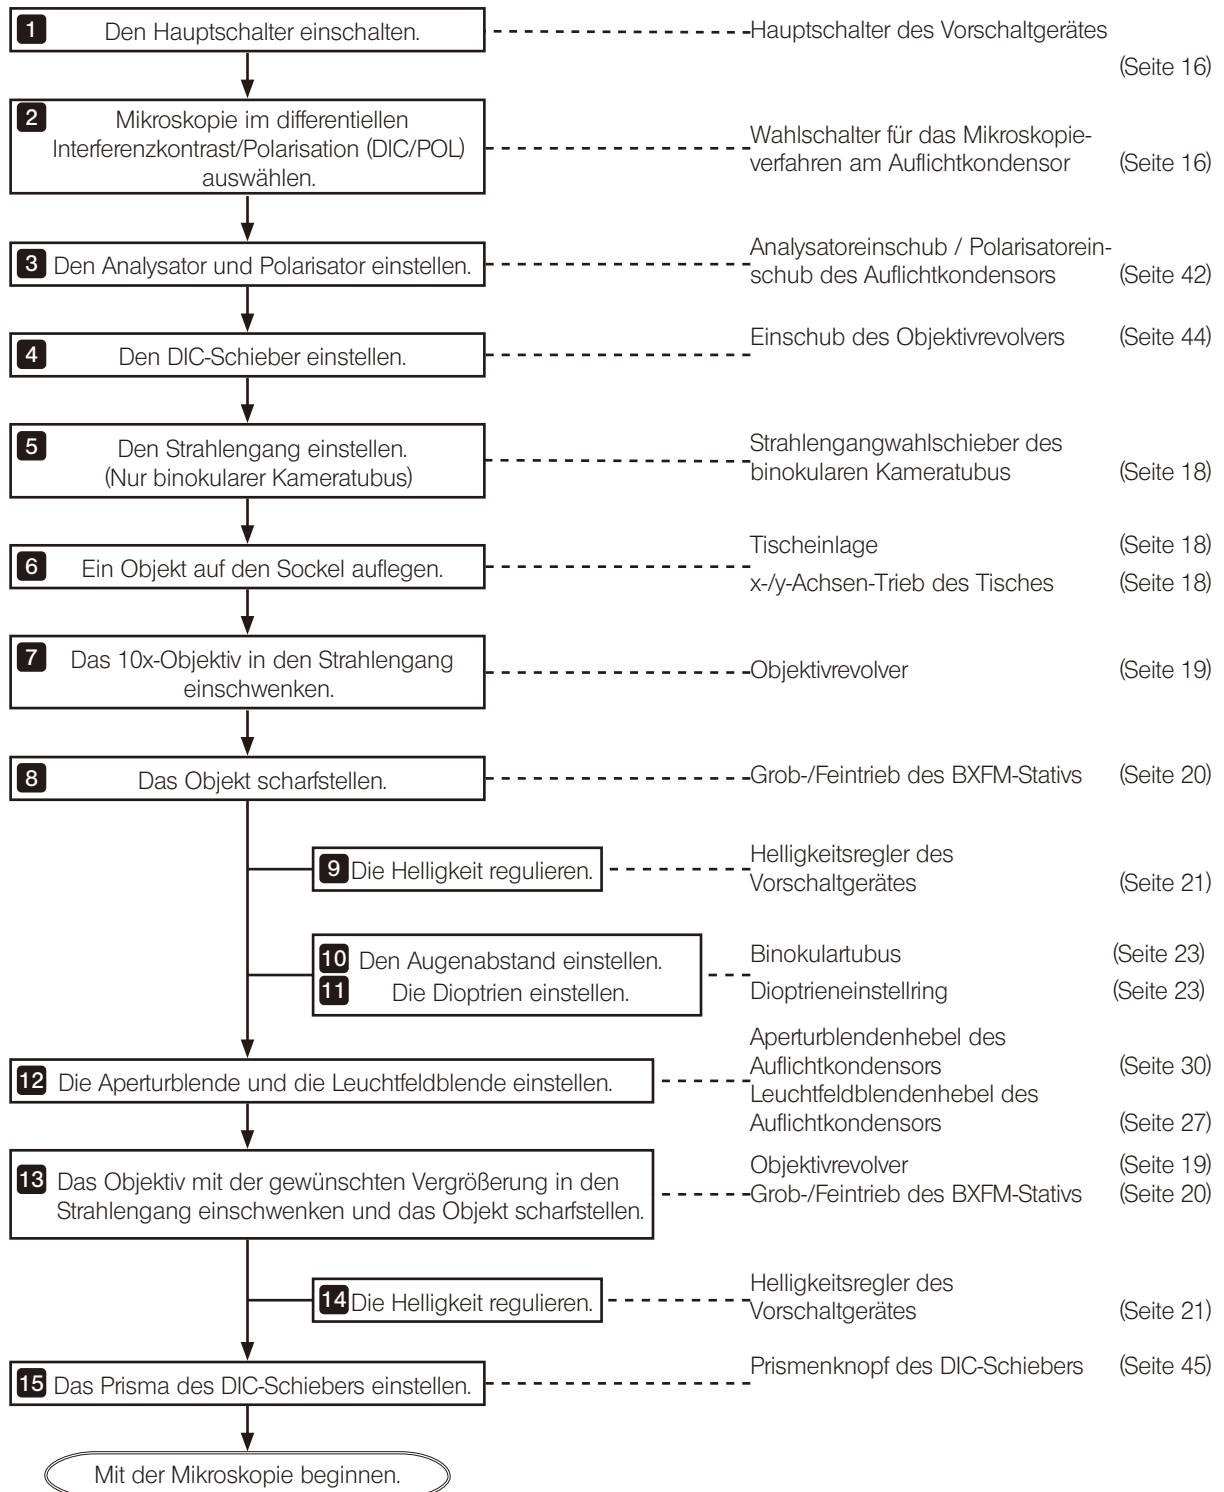 1 Den Hauptschalter einschalten.
Hauptschalter des Vorschaltgerätes
(Seite 16)
2 Mikroskopie im differentiellen
Interferenzkontrast/Polarisation (DIC/POL)
auswählen.
Wahlschalter für das Mikroskopie-
verfahren am Auflichtkondensor (Seite 16)
3 Den Analysator und Polarisator einstellen.
Analysatoreinschub / Polarisatorein-
schub des Auflichtkondensors (Seite 42)
4 Den DIC-Schieber einstellen.
Einschub des Objektivrevolvers (Seite 44)
5 Den Strahlengang einstellen.
(Nur binokularer Kameratubus)
Strahlengangwahlschieber des
binokularen Kameratubus (Seite 18)
6 Ein Objekt auf den Sockel auflegen.
Tischeinlage (Seite 18)
x-/y-Achsen-Trieb des Tisches (Seite 18)
7 Das 10x-Objektiv in den Strahlengang
einschwenken.
Objektivrevolver (Seite 19)
8 Das Objekt scharfstellen.
Grob-/Feintrieb des BXFM-Stativs (Seite 20)
9 Die Helligkeit regulieren.
Helligkeitsregler des
Vorschaltgerätes (Seite 21)
10 Den Augenabstand einstellen.
11 Die Dioptrien einstellen.
Binokulartubus (Seite 23)
Dioptrieneinstellring (Seite 23)
12 Die Aperturblende und die Leuchtfeldblende einstellen.
Aperturblendenhebel des
Auflichtkondensors (Seite 30)
Leuchtfeldblendenhebel des
Auflichtkondensors (Seite 27)
13 Das Objektiv mit der gewünschten Vergrößerung in den
Strahlengang einschwenken und das Objekt scharfstellen.
Objektivrevolver (Seite 19)
Grob-/Feintrieb des BXFM-Stativs (Seite 20)
14 Die Helligkeit regulieren.
Helligkeitsregler des
Vorschaltgerätes (Seite 21)
15 Das Prisma des DIC-Schiebers einstellen.
Prismenknopf des DIC-Schiebers (Seite 45)
Mit der Mikroskopie beginnen.